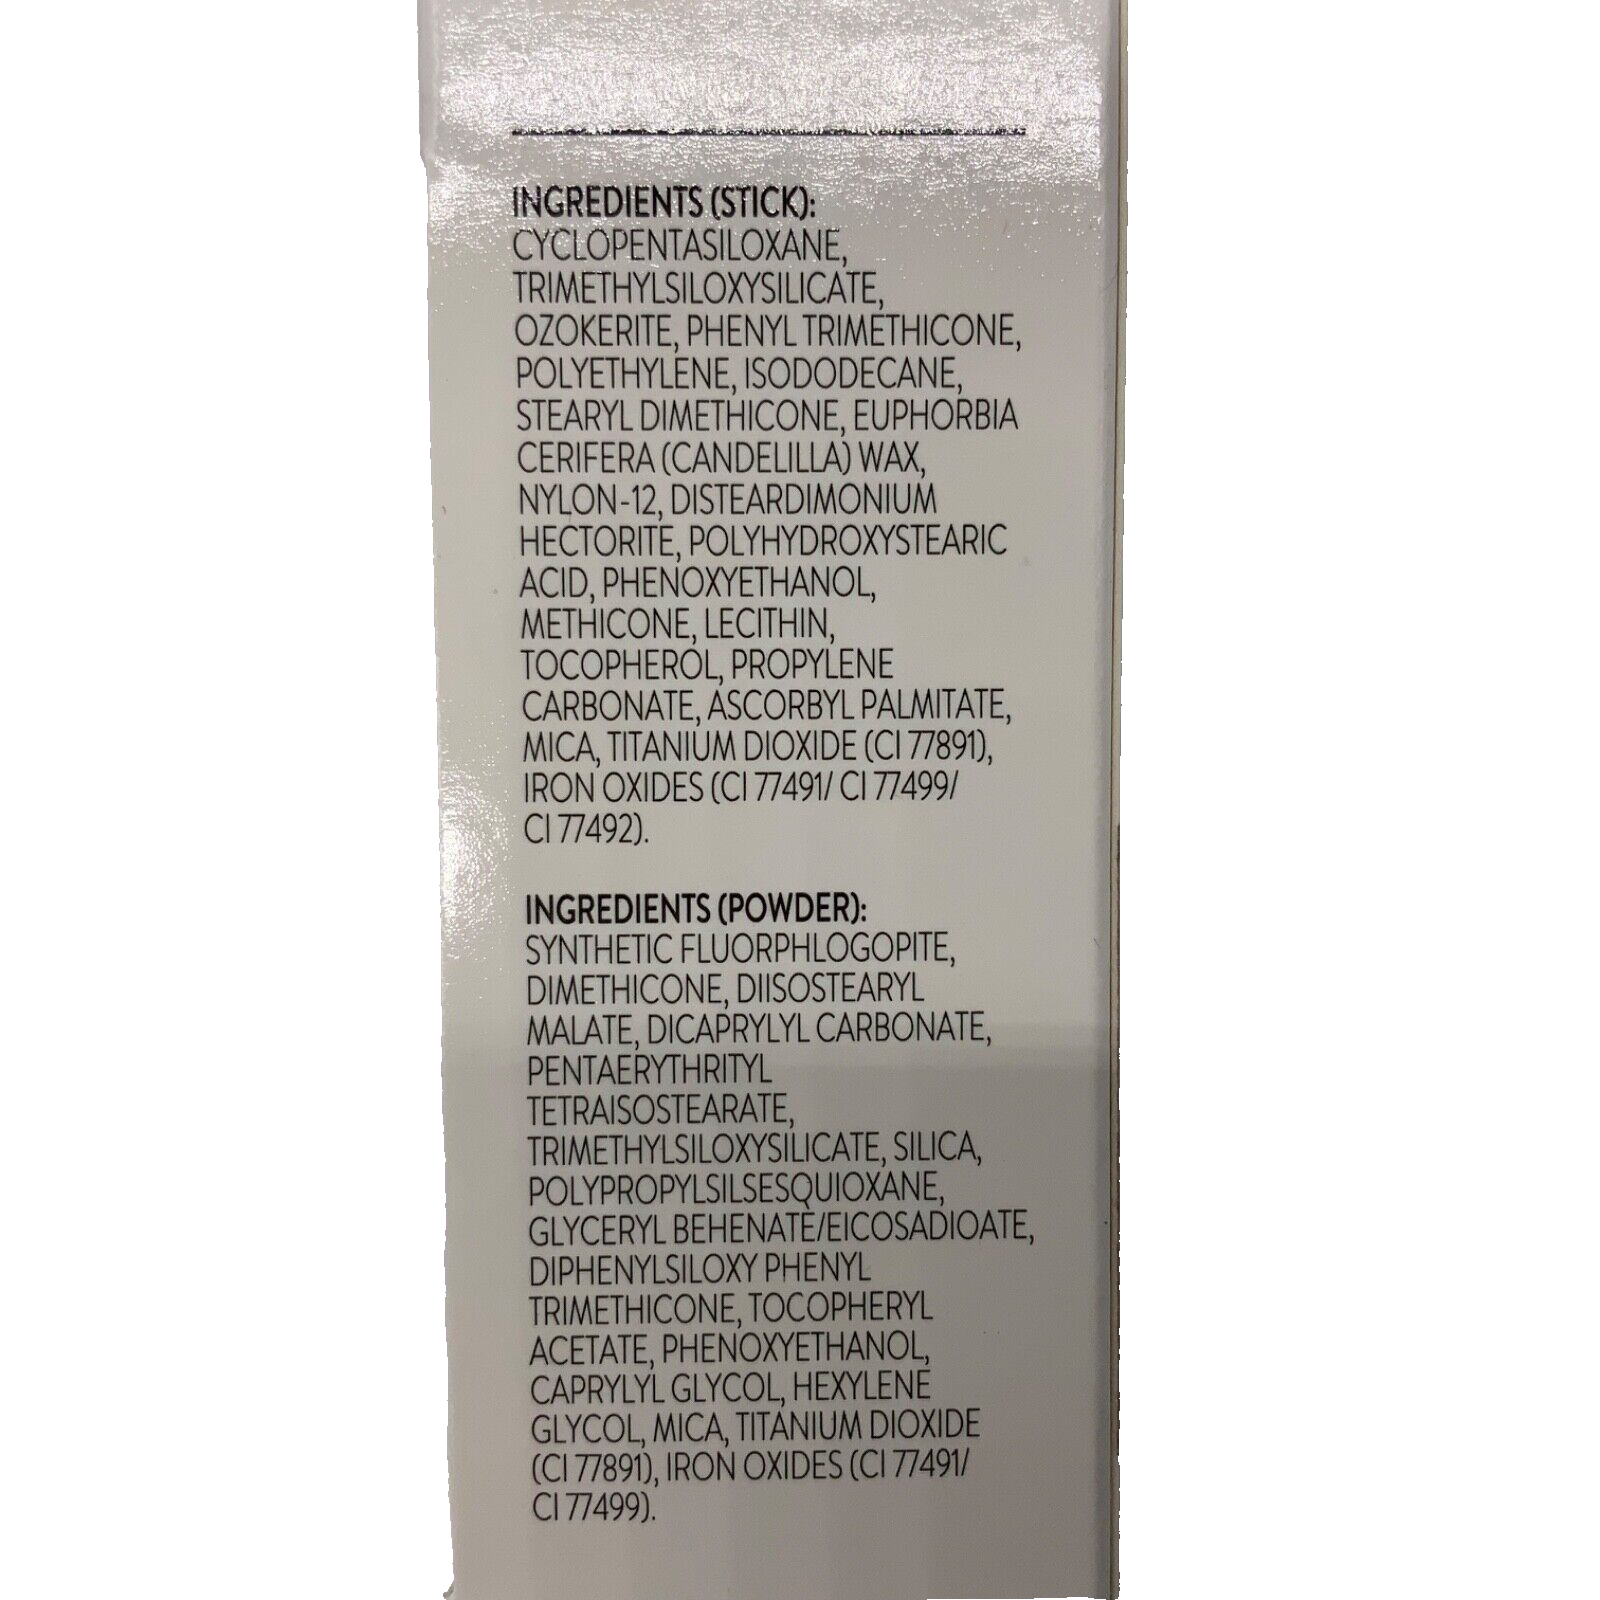 INGREDIENTS (STICK):
CYCLOPENTASILOXANE,
TRIMETHYLSILOXYSILICATE,
OZOKERITE, PHENYL TRIMETHICONE,
POLYETHYLENE, ISODODECANE,
STEARYL DIMETHICONE, EUPHORBIA
CERIFERA (CANDELILLA) WAX,
NYLON-12, DISTEARDIMONIUM
HECTORITE, POLYHYDROXYSTEARIC
ACID, PHENOXYETHANOL,
METHICONE, LECITHIN,
TOCOPHEROL, PROPYLENE
CARBONATE, ASCORBYL PALMITATE,
MICA, TITANIUM DIOXIDE (CI 77891),
IRON OXIDES (CI 77491/ CI 77499/
CI 77492).
INGREDIENTS (POWDER):
SYNTHETIC FLUORPHLOGOPITE,
DIMETHICONE, DIISOSTEARYL
MALATE, DICAPRYLYL CARBONATE,
PENTAERYTHRITYL
TETRAISOSTEARATE,
TRIMETHYLSILOXYSILICATE, SILICA,
POLYPROPYLSILSESQUIOXANE,
GLYCERYL BEHENATE/EICOSADIOATE,
DIPHENYLSILOXY PHENYL
TRIMETHICONE, TOCOPHERYL
ACETATE, PHENOXYETHANOL,
CAPRYLYL GLYCOL, HEXYLENE
GLYCOL, MICA, TITANIUM DIOXIDE
(CI 77891), IRON OXIDES (CI 77491/
CI 77499).